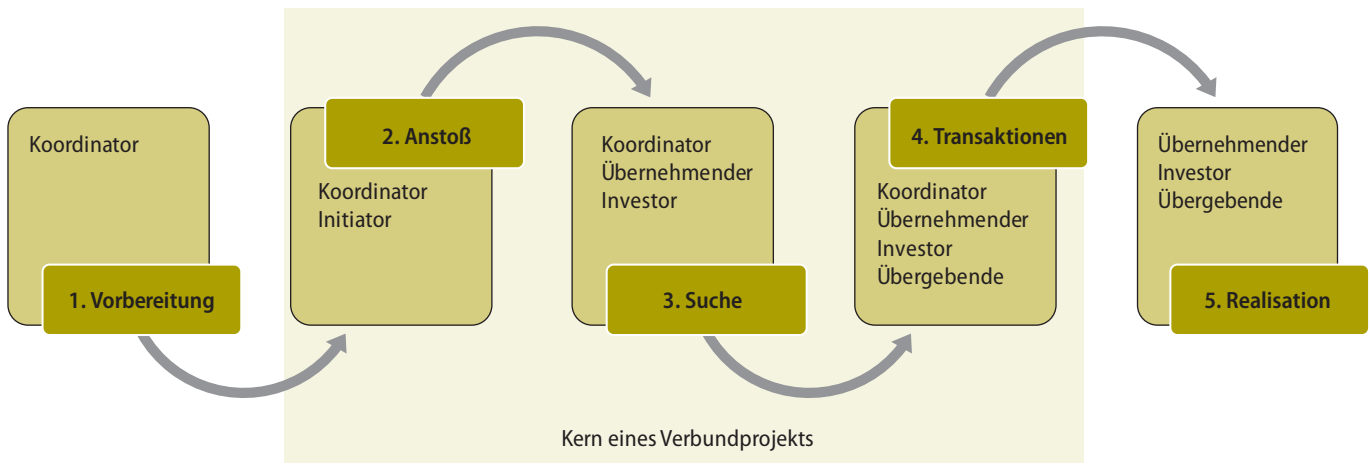 Koordinator
1. Vorbereitung
2. Anstoß
Koordinator
Initiator
Koordinator
Übernehmender
Investor
3. Suche
4. Transaktionen
Koordinator
Übernehmender
Investor
Übergebende
Übernehmender
Investor
Übergebende
5. Realisation
Kern eines Verbundprojekts